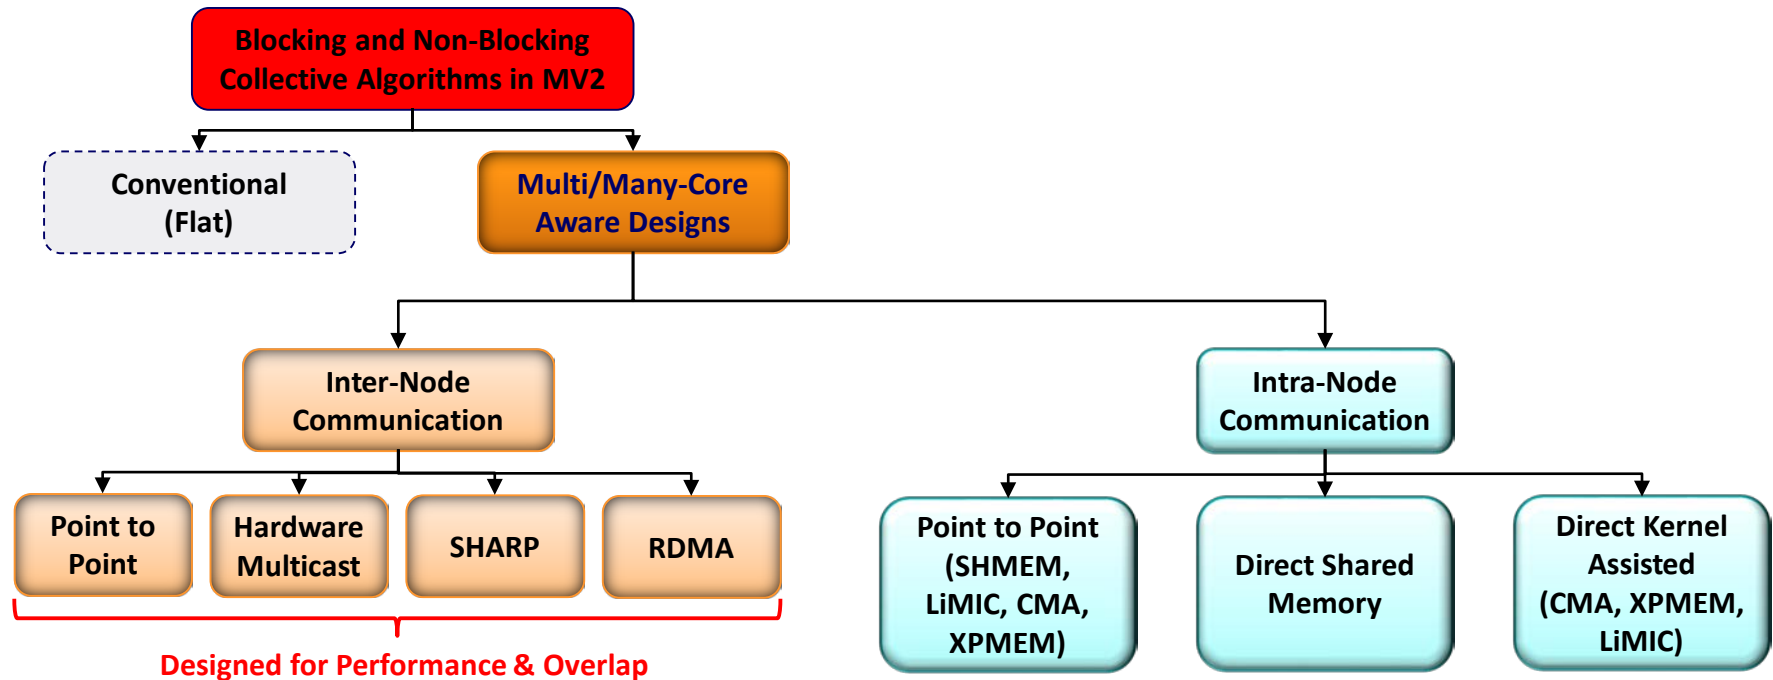 Blocking and Non-Blocking
Collective Algorithms in MV2
Conventional
(Flat)
Multi/Many-Core
Aware Designs
Inter-Node
Communication
Intra-Node
Communication
Point to
Point
Hardware
Multicast
SHARP
RDMA
Point to Point
(SHMEM,
LiMIC, CMA,
XPMEM)
Direct Shared
Memory
Direct Kernel
Assisted
(CMA, XPMEM,
LiMIC)
Designed for Performance & Overlap